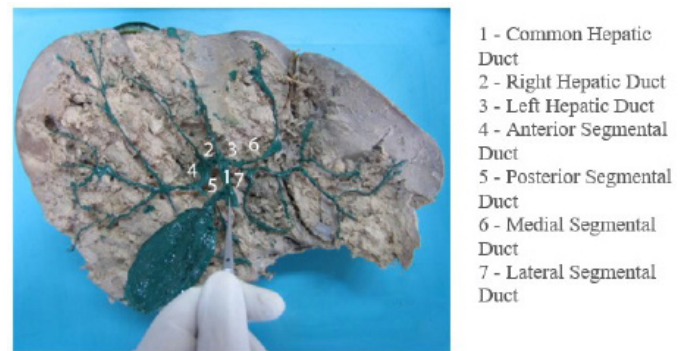 2 3 6
4 1
5 7
1 - Common Hepatic
Duct
2 - Right Hepatic Duct
3 - Left Hepatic Duct
4 - Anterior Segmental
Duct
5 - Posterior Segmental
Duct
6 - Medial Segmental
Duct
7 - Lateral Segmental
Duct